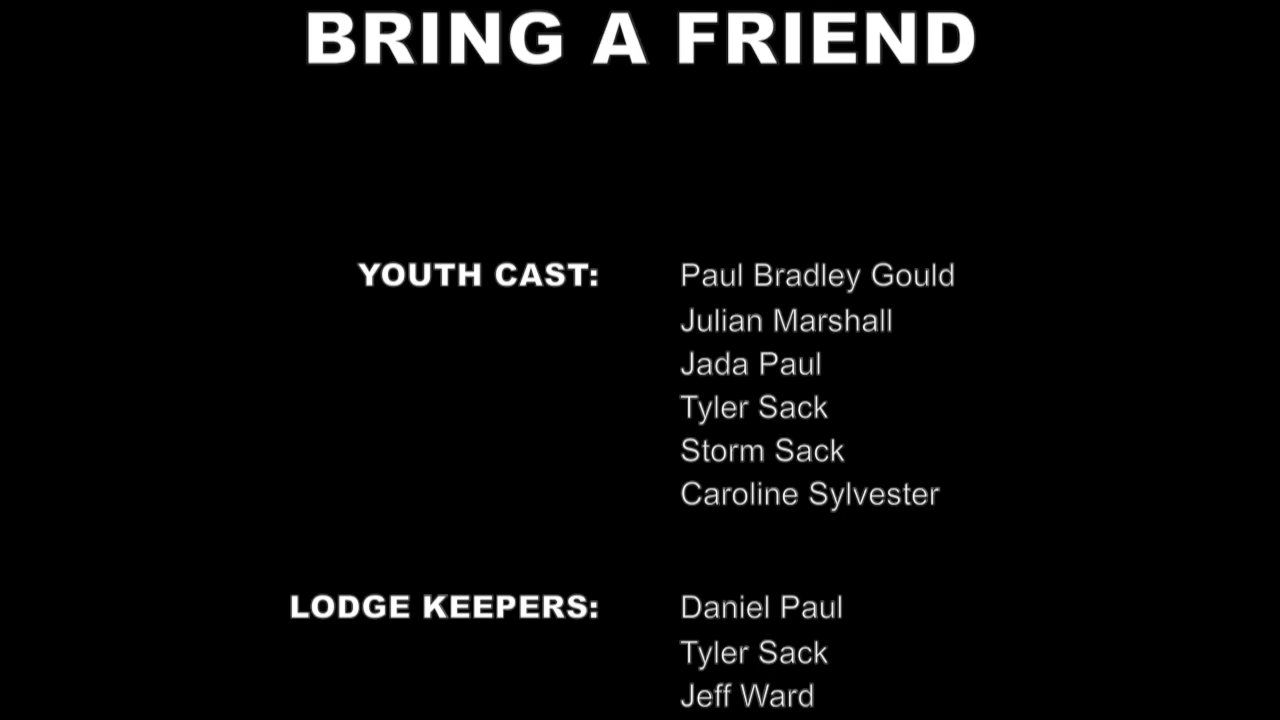 BRING A FRIEND
YOUTH CAST: Paul Bradley Gould
Julian Marshall
Jada Paul
Tyler Sack
Storm Sack
Caroline Sylvester
LODGE KEEPERS: Daniel Paul
Tyler Sack
Jeff Ward